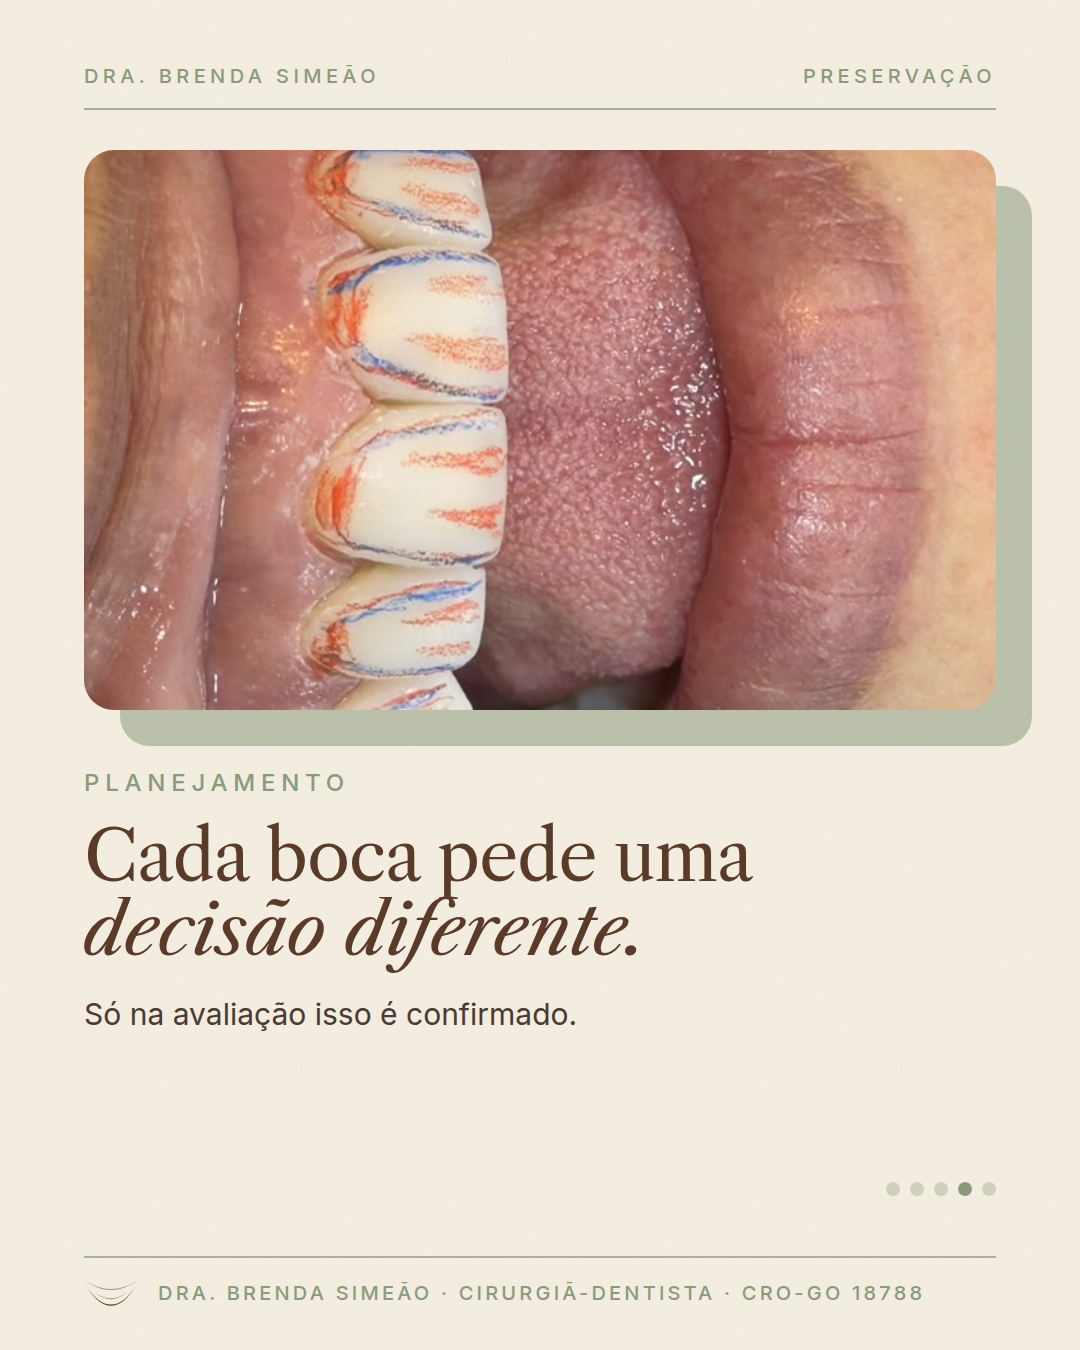 DRA. BRENDA SIMEÃO
PRESERVAÇÃO
PLANEJAMENTO
Cada boca pede uma
decisão diferente.
Só na avaliação isso é confirmado.
DRA. BRENDA SIMEÃO · CIRURGIÃ-DENTISTA · CRO-GO 18788